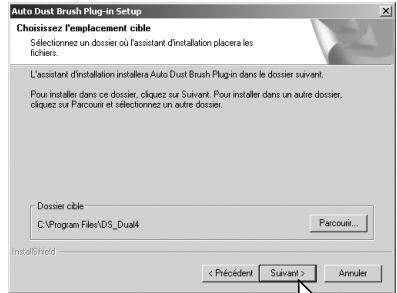 Auto Dust Brush Plug-in Setup
Choisissez l'emplacement cible
Sélectionnez un dossier où l'assistant d'installation placera les
fichiers.
L'assistant d'installation installera Auto Dust Brush Plug-in dans le dossier suivant.
Pour installer dans ce dossier, cliquez sur Suivant. Pour installer dans un autre dossier,
cliquez sur Parcourir et sélectionnez un autre dossier.
Dossier cible
C:\Program Files\DS_Dual4
Parcourir...
InstallShield
< Précédent
Suivant >
Annuler